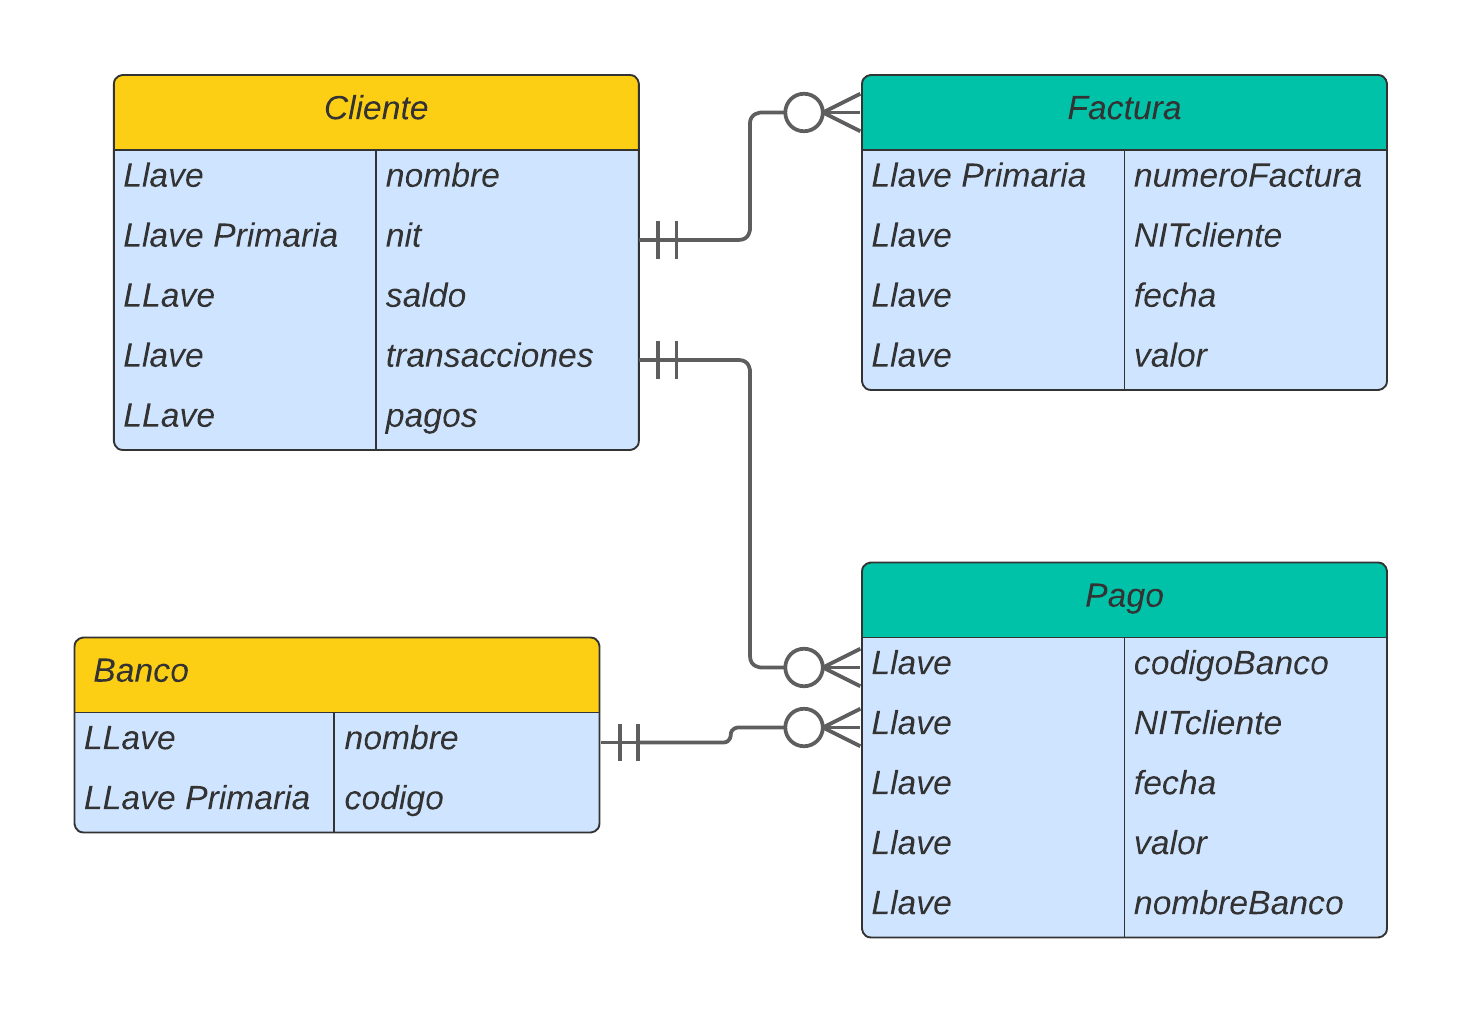 Cliente
Llave nombre
Llave Primaria nit
LLave saldo
Llave transacciones
LLave pagos
Factura
Llave Primaria numeroFactura
Llave NITcliente
Llave fecha
Llave valor
Banco
LLave nombre
LLave Primaria codigo
Pago
Llave codigoBanco
Llave NITcliente
Llave fecha
Llave valor
Llave nombreBanco